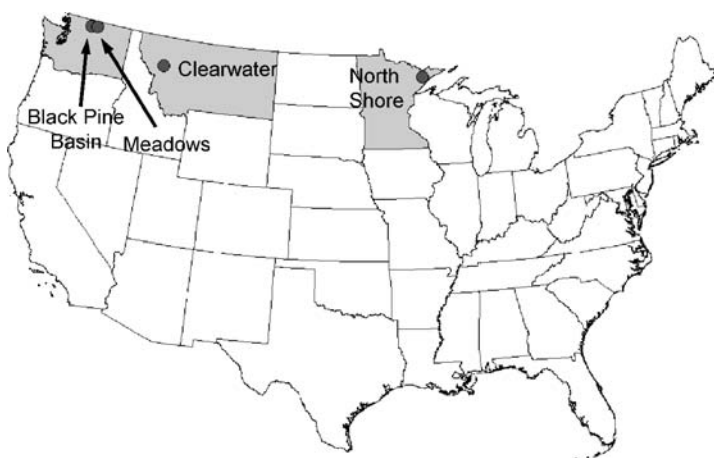 Clearwater
North
Shore
Black Pine
Basin
Meadows